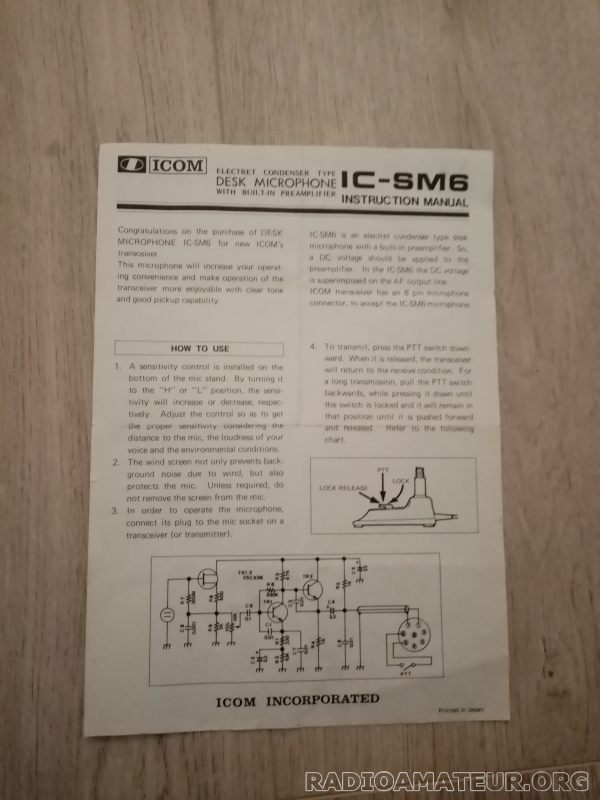 ICOM
ELECTRET CONDENSER TYPE
DESK MICROPHONE
WITH BUILT-IN PREAMPLIFIER
IC-SM6
INSTRUCTION MANUAL
Congratulations on the purchase of DESK
MICROPHONE IC-SM6 for new ICOM's
transceiver.
This microphone will increase your operat-
ing convenience and make operation of the
transceiver more enjoyable with clear tone
and good pickup capability.
IC-SM6 is an electret condenser type desk
microphone with a built-in preamplifier. So,
a DC voltage should be applied to the
preamplifier. In the IC-SM6 the DC voltage
is superimposed on the AF output line.
ICOM transceiver has an 8 pin microphone
connector, to accept the IC-SM6 microphone.
HOW TO USE
1. A sensitivity control is installed on the
bottom of the mic stand. By turning it
to the "H" or "L" position, the sensi-
tivity will increase or decrease, respec-
tively. Adjust the control so as to get
the proper sensitivity considering the
distance to the mic, the loudness of your
voice and the environmental conditions.
2. The wind screen not only prevents back-
ground noise due to wind, but also
protects the mic. Unless required, do
not remove the screen from the mic.
3. In order to operate the microphone,
connect its plug to the mic socket on a
transceiver (or transmitter).
4. To transmit, press the PTT switch down-
ward. When it is released, the transceiver
will return to the receive condition. For
a long transmission, pull the PTT switch
backwards, while pressing it down until
the switch is locked and it will remain in
that position until it is pushed forward
and released. Refer to the following
chart.
PTT
LOCK
LOCK RELEASE
TR1·2
TR2
TR1
PTT
ICOM INCORPORATED
Printed in Japan
RADIOAMATEUR.ORG